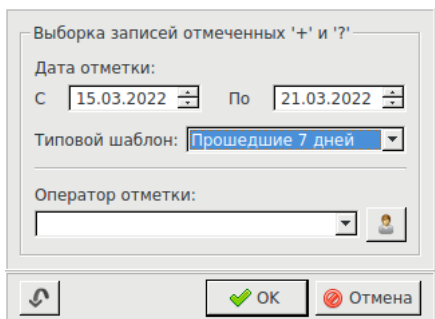 Выборка записей отмеченных '+' и '?'
Дата отметки:
С 15.03.2022 По 21.03.2022
Типовой шаблон: Прошедшие 7 дней
Оператор отметки:
OK Отмена